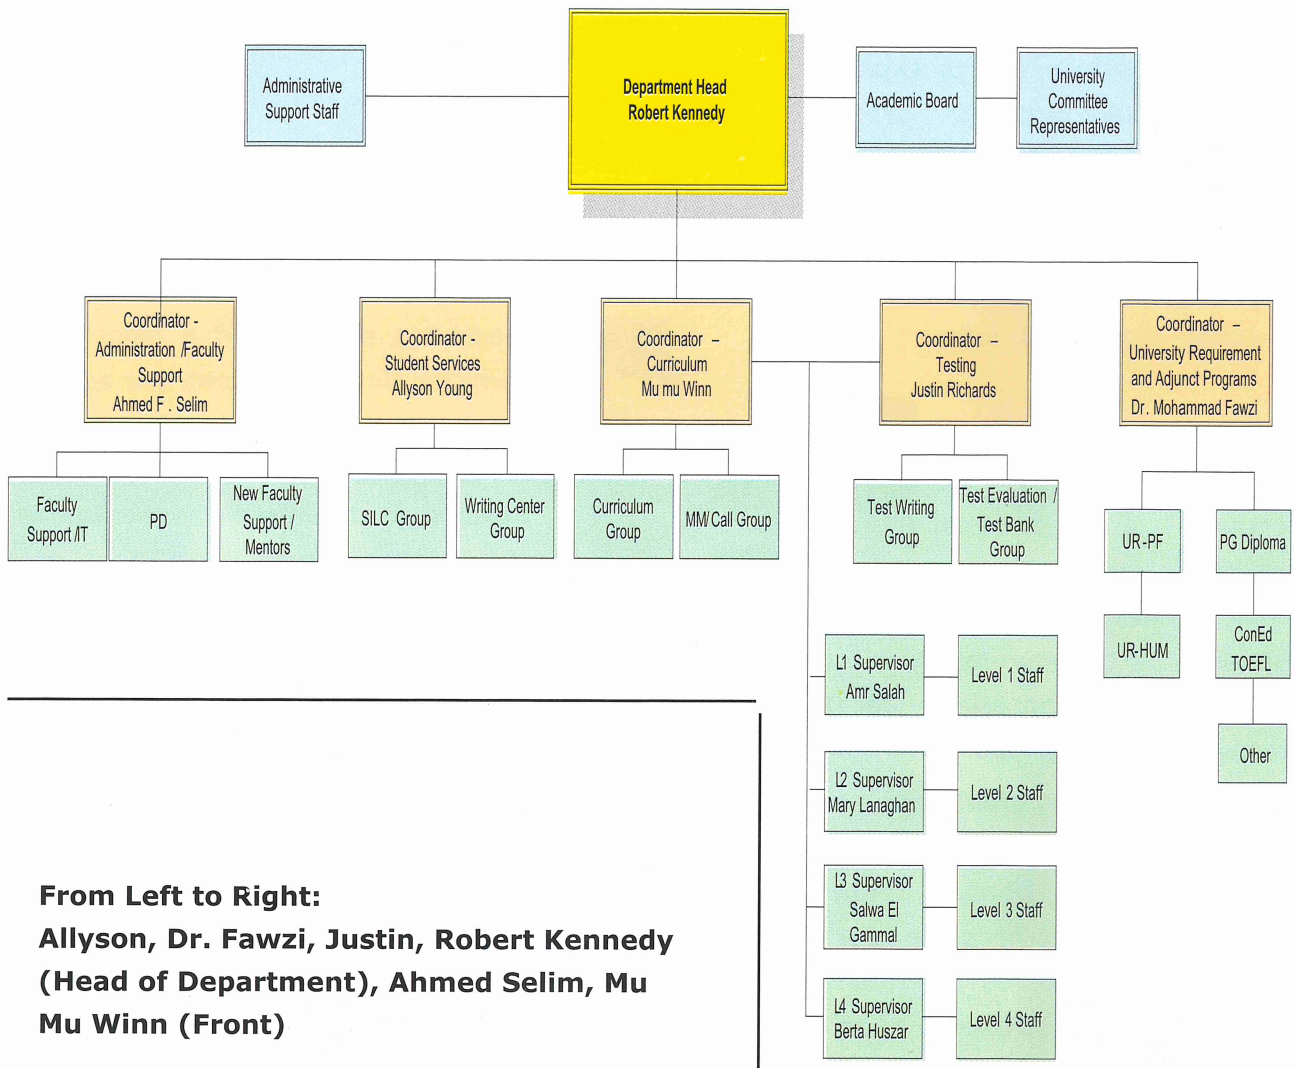 Administrative
Support Staff
Department Head
Robert Kennedy
Academic Board
University
Committee
Representatives
Coordinator -
Administration /Faculty
Support
Ahmed F . Selim
Coordinator -
Student Services
Allyson Young
Coordinator –
Curriculum
Mu mu Winn
Coordinator –
Testing
Justin Richards
Coordinator –
University Requirement
and Adjunct Programs
Dr. Mohammad Fawzi
Faculty
Support /IT
PD
New Faculty
Support /
Mentors
SILC Group
Writing Center
Group
Curriculum
Group
MM/Call Group
Test Writing
Group
Test Evaluation /
Test Bank
Group
UR-PF
PG Diploma
UR-HUM
ConEd
TOEFL
Other
L1 Supervisor
Amr Salah
Level 1 Staff
L2 Supervisor
Mary Lanaghan
Level 2 Staff
L3 Supervisor
Salwa El
Gammal
Level 3 Staff
L4 Supervisor
Berta Huszar
Level 4 Staff
From Left to Right:
Allyson, Dr. Fawzi, Justin, Robert Kennedy
(Head of Department), Ahmed Selim, Mu
Mu Winn (Front)